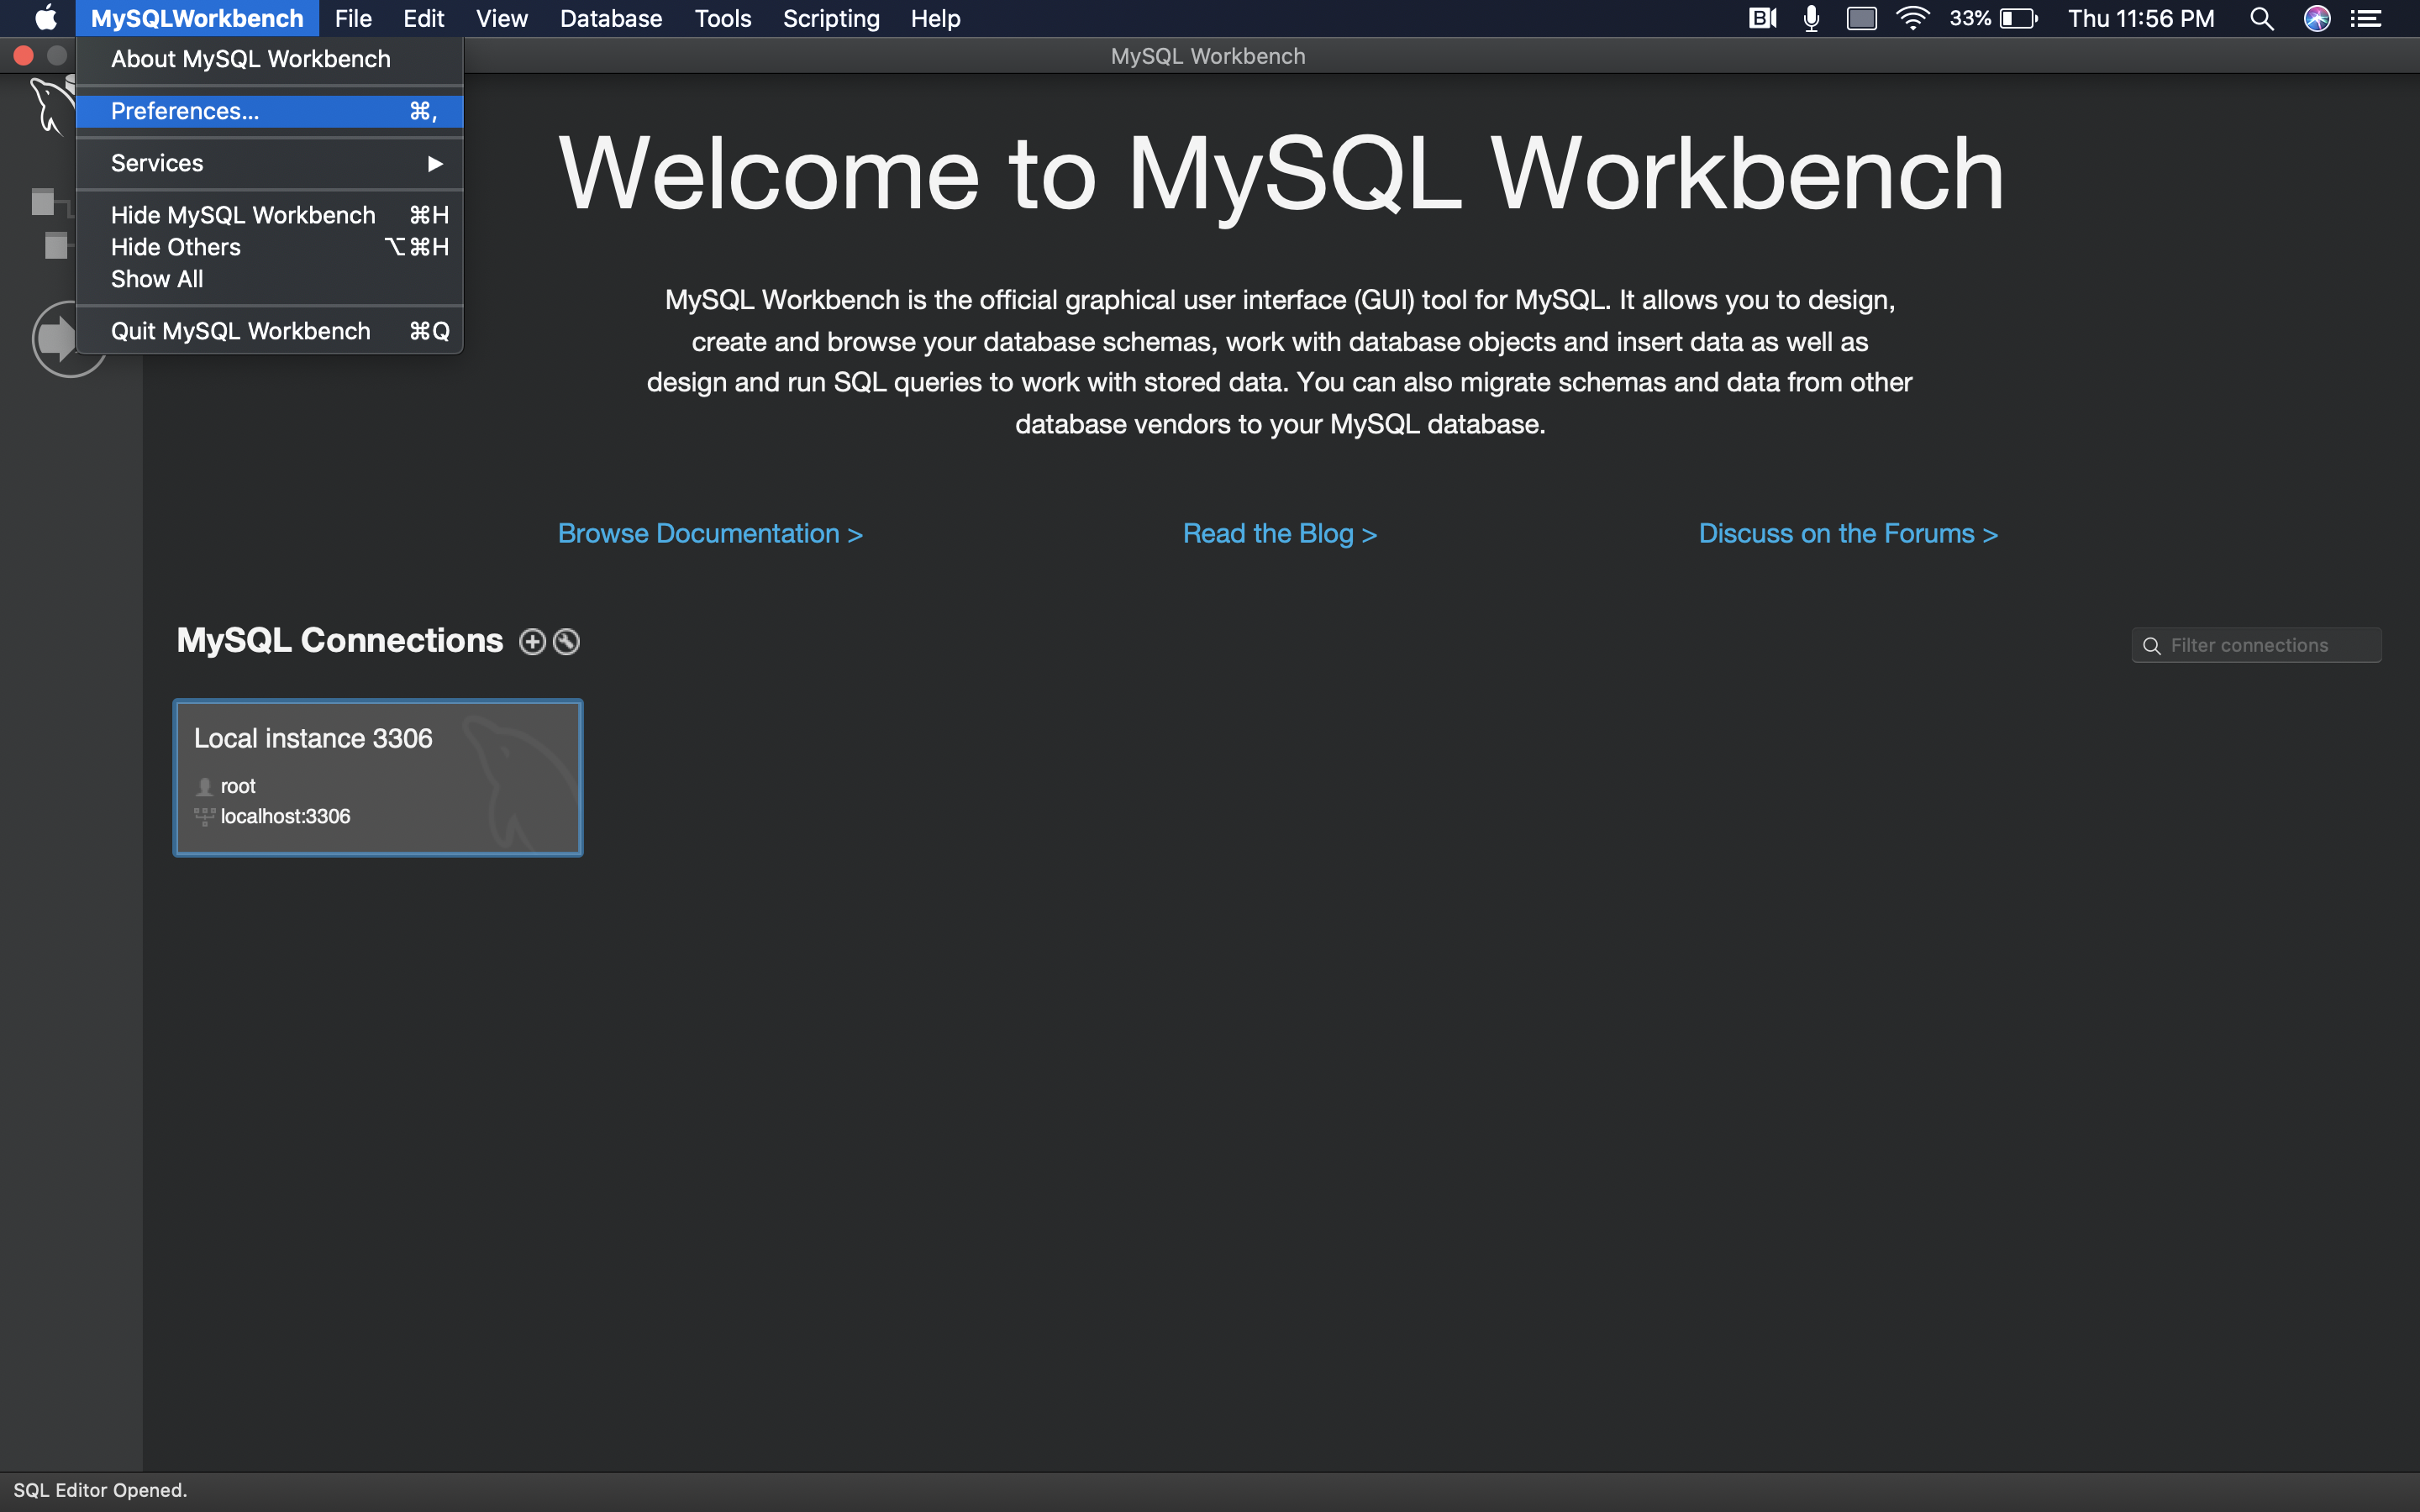 MySQLWorkbench File Edit View Database Tools Scripting Help 33% Thu 11:56 PM
MySQL Workbench
About MySQL Workbench
Preferences... ⌘,
Services ▶
Hide MySQL Workbench ⌘H
Hide Others ⌥⌘H
Show All
Quit MySQL Workbench ⌘Q
Welcome to MySQL Workbench
MySQL Workbench is the official graphical user interface (GUI) tool for MySQL. It allows you to design,
create and browse your database schemas, work with database objects and insert data as well as
design and run SQL queries to work with stored data. You can also migrate schemas and data from other
database vendors to your MySQL database.
Browse Documentation > Read the Blog > Discuss on the Forums >
MySQL Connections
Filter connections
Local instance 3306
root
localhost:3306
SQL Editor Opened.